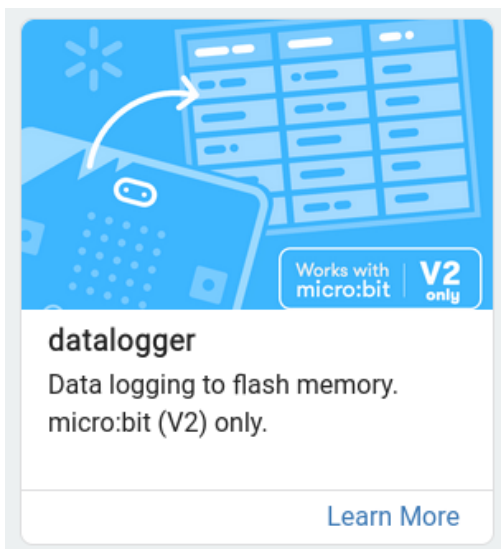 Works with
micro:bit
V2
only
datalogger
Data logging to flash memory.
micro:bit (V2) only.
Learn More